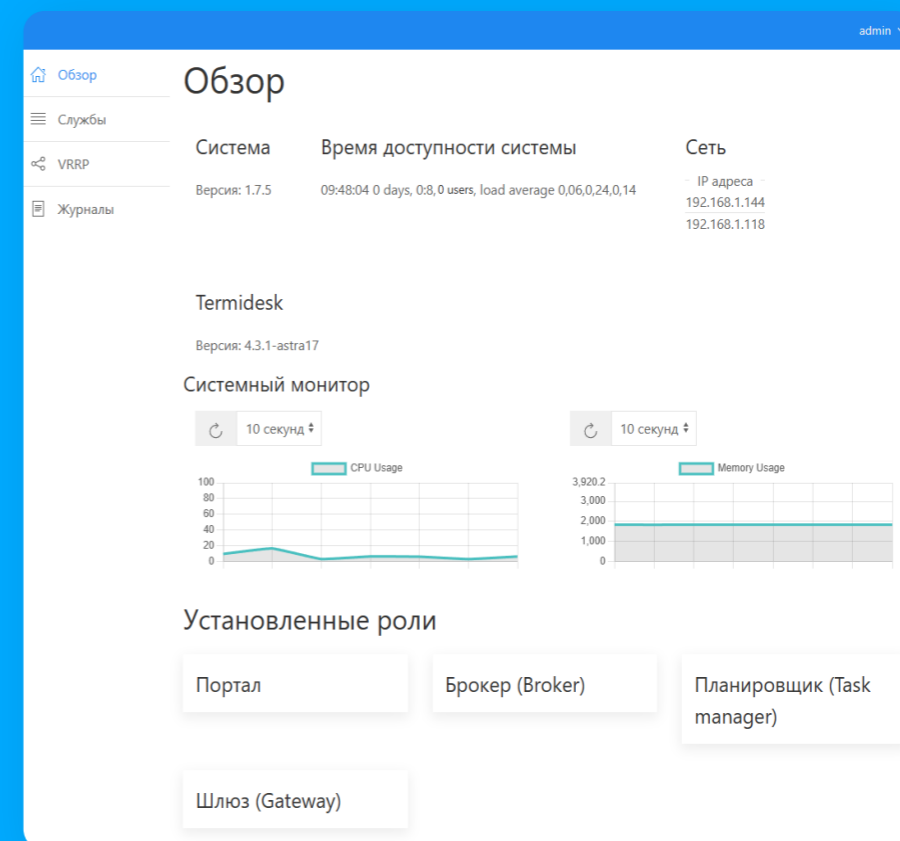 admin
Обзор
Обзор
Службы
VRRP
Журналы
Система
Версия: 1.7.5
Время доступности системы
09:48:04 0 days, 0:8, 0 users, load average 0,06,0,24,0,14
Сеть
IP адреса
192.168.1.144
192.168.1.118
Termidesk
Версия: 4.3.1-astra17
Системный монитор
10 секунд
10 секунд
CPU Usage
100
80
60
40
20
0
Memory Usage
3,920.2
3,000
2,000
1,000
0
Установленные роли
Портал
Брокер (Broker)
Планировщик (Task
manager)
Шлюз (Gateway)